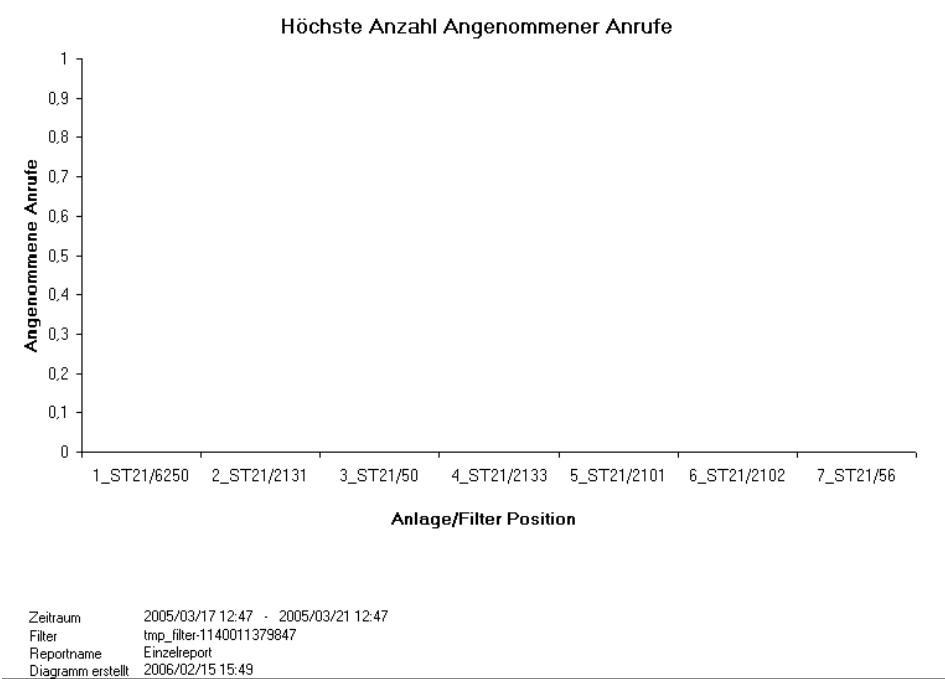 Höchste Anzahl Angenommener Anrufe
Angenommene Anrufe
1
0,9
0,8
0,7
0,6
0,5
0,4
0,3
0,2
0,1
0
1_ST21/6250 2_ST21/2131 3_ST21/50 4_ST21/2133 5_ST21/2101 6_ST21/2102 7_ST21/56
Anlage/Filter Position
Zeitraum 2005/03/17 12:47 - 2005/03/21 12:47
Filter tmp_filter-1140011379847
Reportname Einzelreport
Diagramm erstellt 2006/02/15 15:49